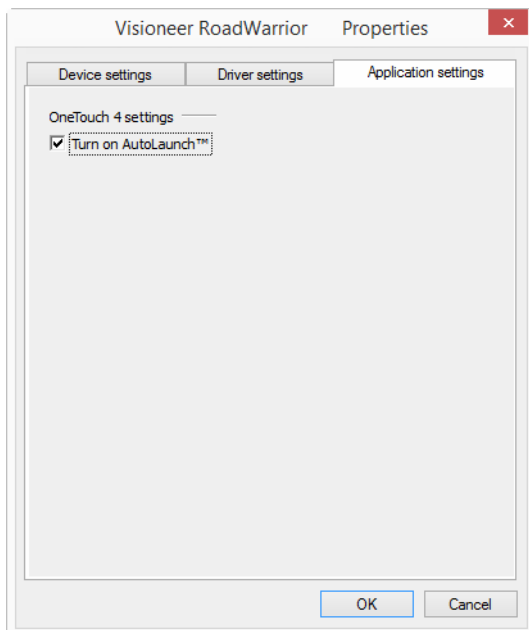 Visioneer RoadWarrior Properties
Device settings Driver settings Application settings
OneTouch 4 settings
Turn on AutoLaunch™
OK Cancel